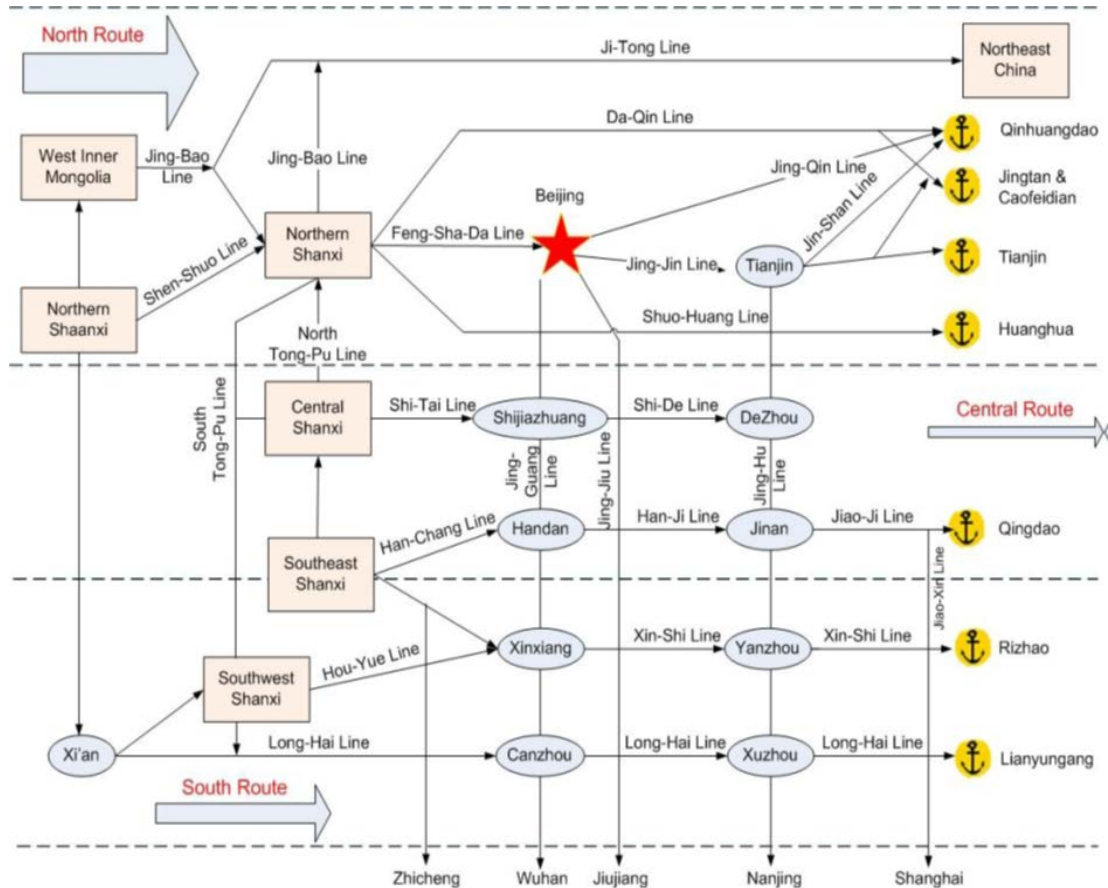 North Route
Ji-Tong Line
Northeast
China
Da-Qin Line
Qinhuangdao
West Inner
Mongolia
Jing-Bao
Line
Jing-Bao Line
Jing-Qin Line
Jingtan &
Caofeidian
Beijing
Jin-Shan Line
Northern
Shanxi
Feng-Sha-Da Line
Shen-Shuo Line
Jing-Jin Line
Tianjin
Tianjin
Northern
Shaanxi
Shuo-Huang Line
Huanghua
North
Tong-Pu Line
South
Tong-Pu Line
Central
Shanxi
Shi-Tai Line
Shijiazhuang
Shi-De Line
DeZhou
Central Route
Jing-
Guang
Line
Jing-Jiu Line
Jing-Hu
Line
Han-Chang Line
Handan
Han-Ji Line
Jinan
Jiao-Ji Line
Qingdao
Southeast
Shanxi
Jiao-Xin Line
Hou-Yue Line
Xinxiang
Xin-Shi Line
Yanzhou
Xin-Shi Line
Rizhao
Southwest
Shanxi
Xi'an
Long-Hai Line
Canzhou
Long-Hai Line
Xuzhou
Long-Hai Line
Lianyungang
South Route
Zhicheng
Wuhan
Jiujiang
Nanjing
Shanghai